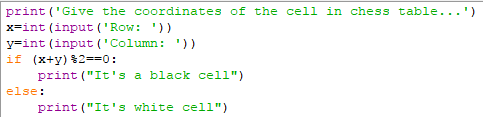 print('Give the coordinates of the cell in chess table...')
x=int(input('Row: '))
y=int(input('Column: '))
if (x+y)%2==0:
    print("It's a black cell")
else:
    print("It's white cell")